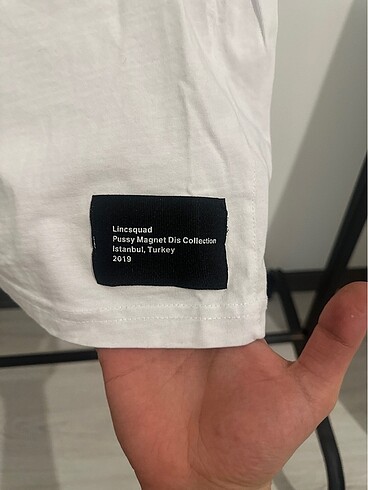 Lincsquad
Pussy Magnet Dis Collection
Istanbul, Turkey
2019